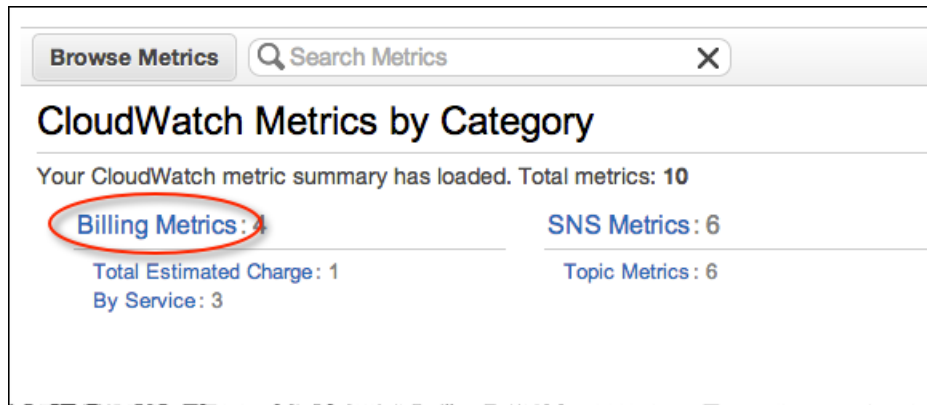 Browse Metrics Search Metrics
CloudWatch Metrics by Category
Your CloudWatch metric summary has loaded. Total metrics: 10
Billing Metrics : 4 SNS Metrics : 6
Total Estimated Charge : 1 Topic Metrics : 6
By Service : 3